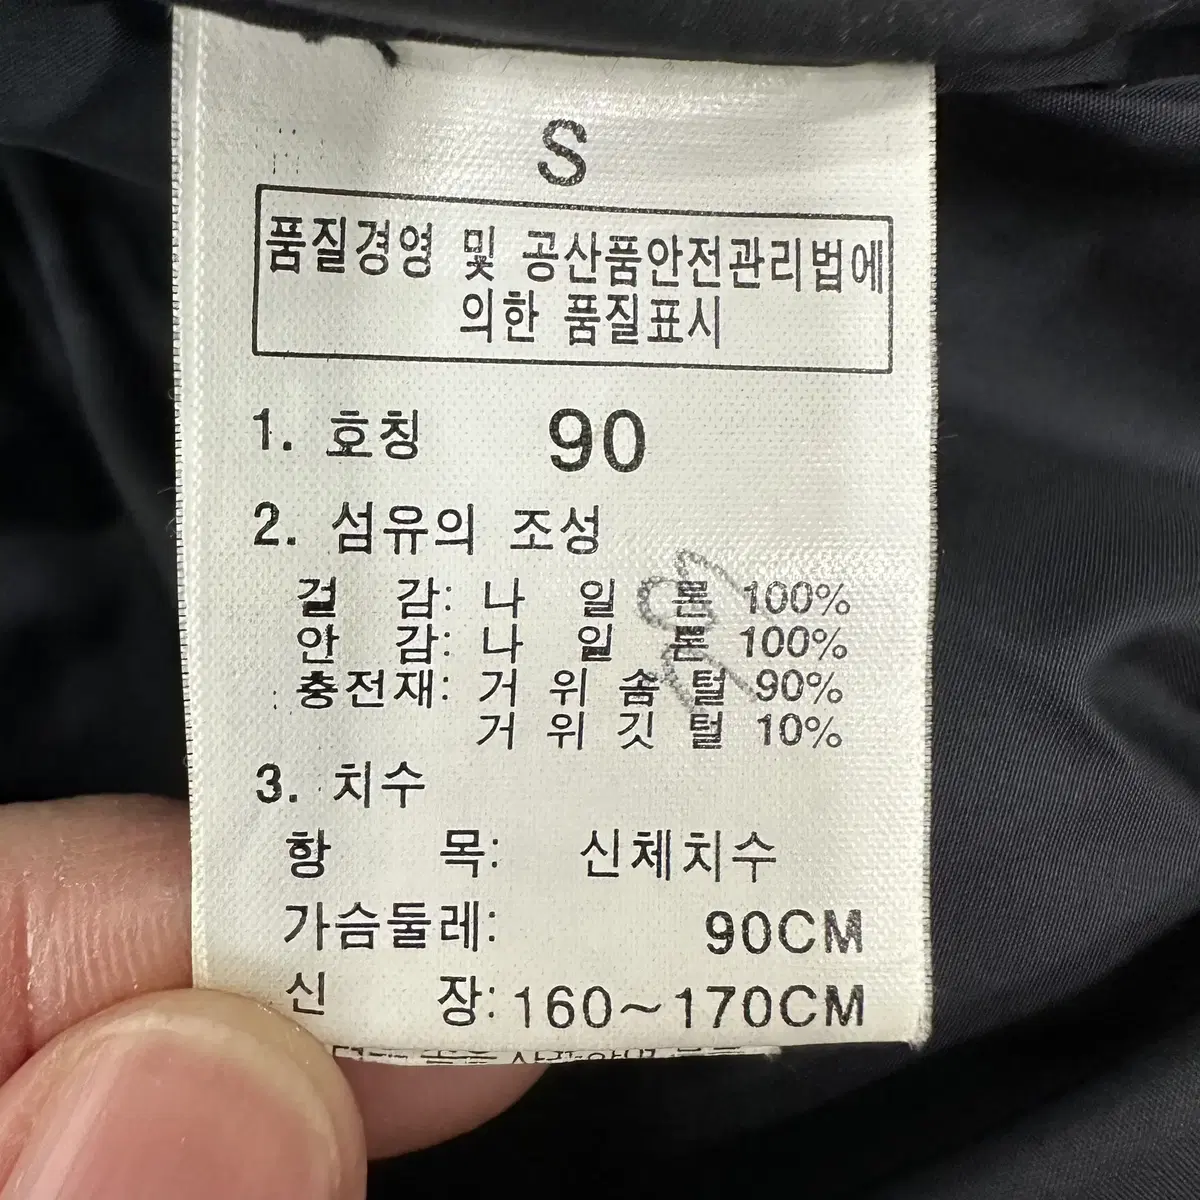 S
품질경영 및 공산품안전관리법에
의한 품질표시
1. 호칭 90
2. 섬유의 조성
겉 감: 나 일 론 100%
안 감: 나 일 론 100%
충전재: 거 위 솜 털 90%
거 위 깃 털 10%
3. 치수
항 목: 신체치수
가슴둘레: 90CM
신 장: 160~170CM